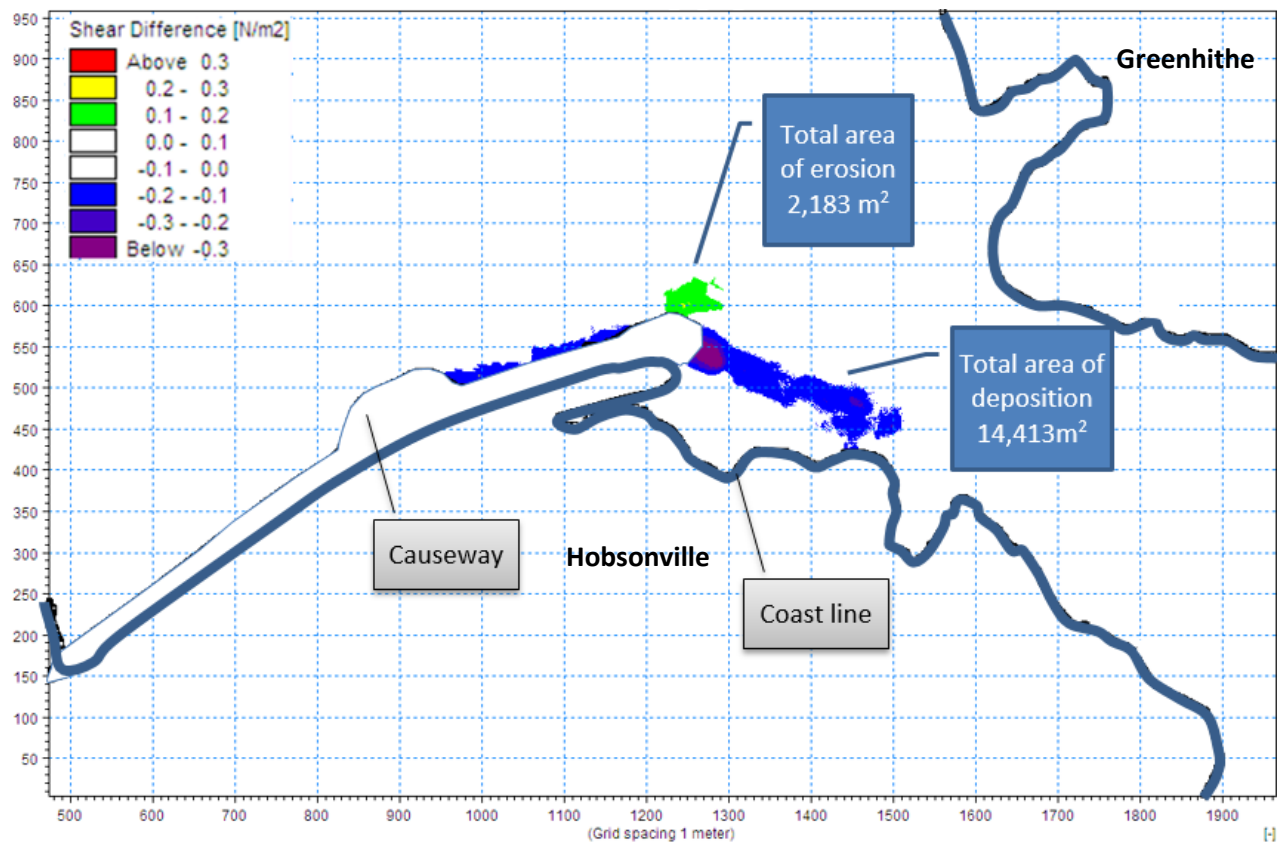 Shear Difference [N/m2]
Above 0.3
0.2 - 0.3
0.1 - 0.2
0.0 - 0.1
-0.1 - 0.0
-0.2 - -0.1
-0.3 - -0.2
Below -0.3
Greenhithe
Total area
of erosion
2,183 m²
Total area of
deposition
14,413m²
Causeway
Hobsonville
Coast line
950
900
850
800
750
700
650
600
550
500
450
400
350
300
250
200
150
100
50
500 600 700 800 900 1000 1100 1200 1300 1400 1500 1600 1700 1800 1900
(Grid spacing 1 meter)
[-]